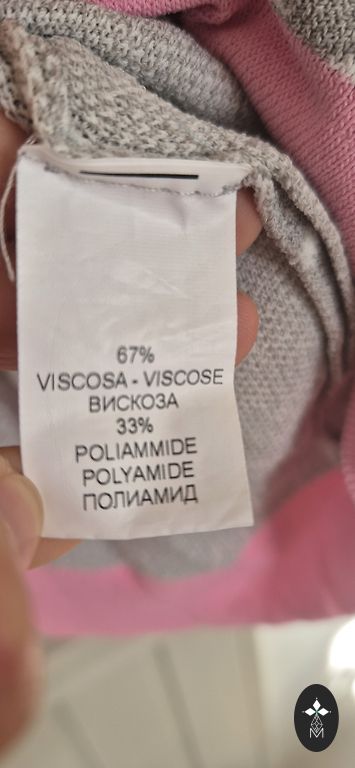 67%
VISCOSA - VISCOSE
ВИСКОЗА
33%
POLIAMMIDE
POLYAMIDE
ПОЛИАМИД
M